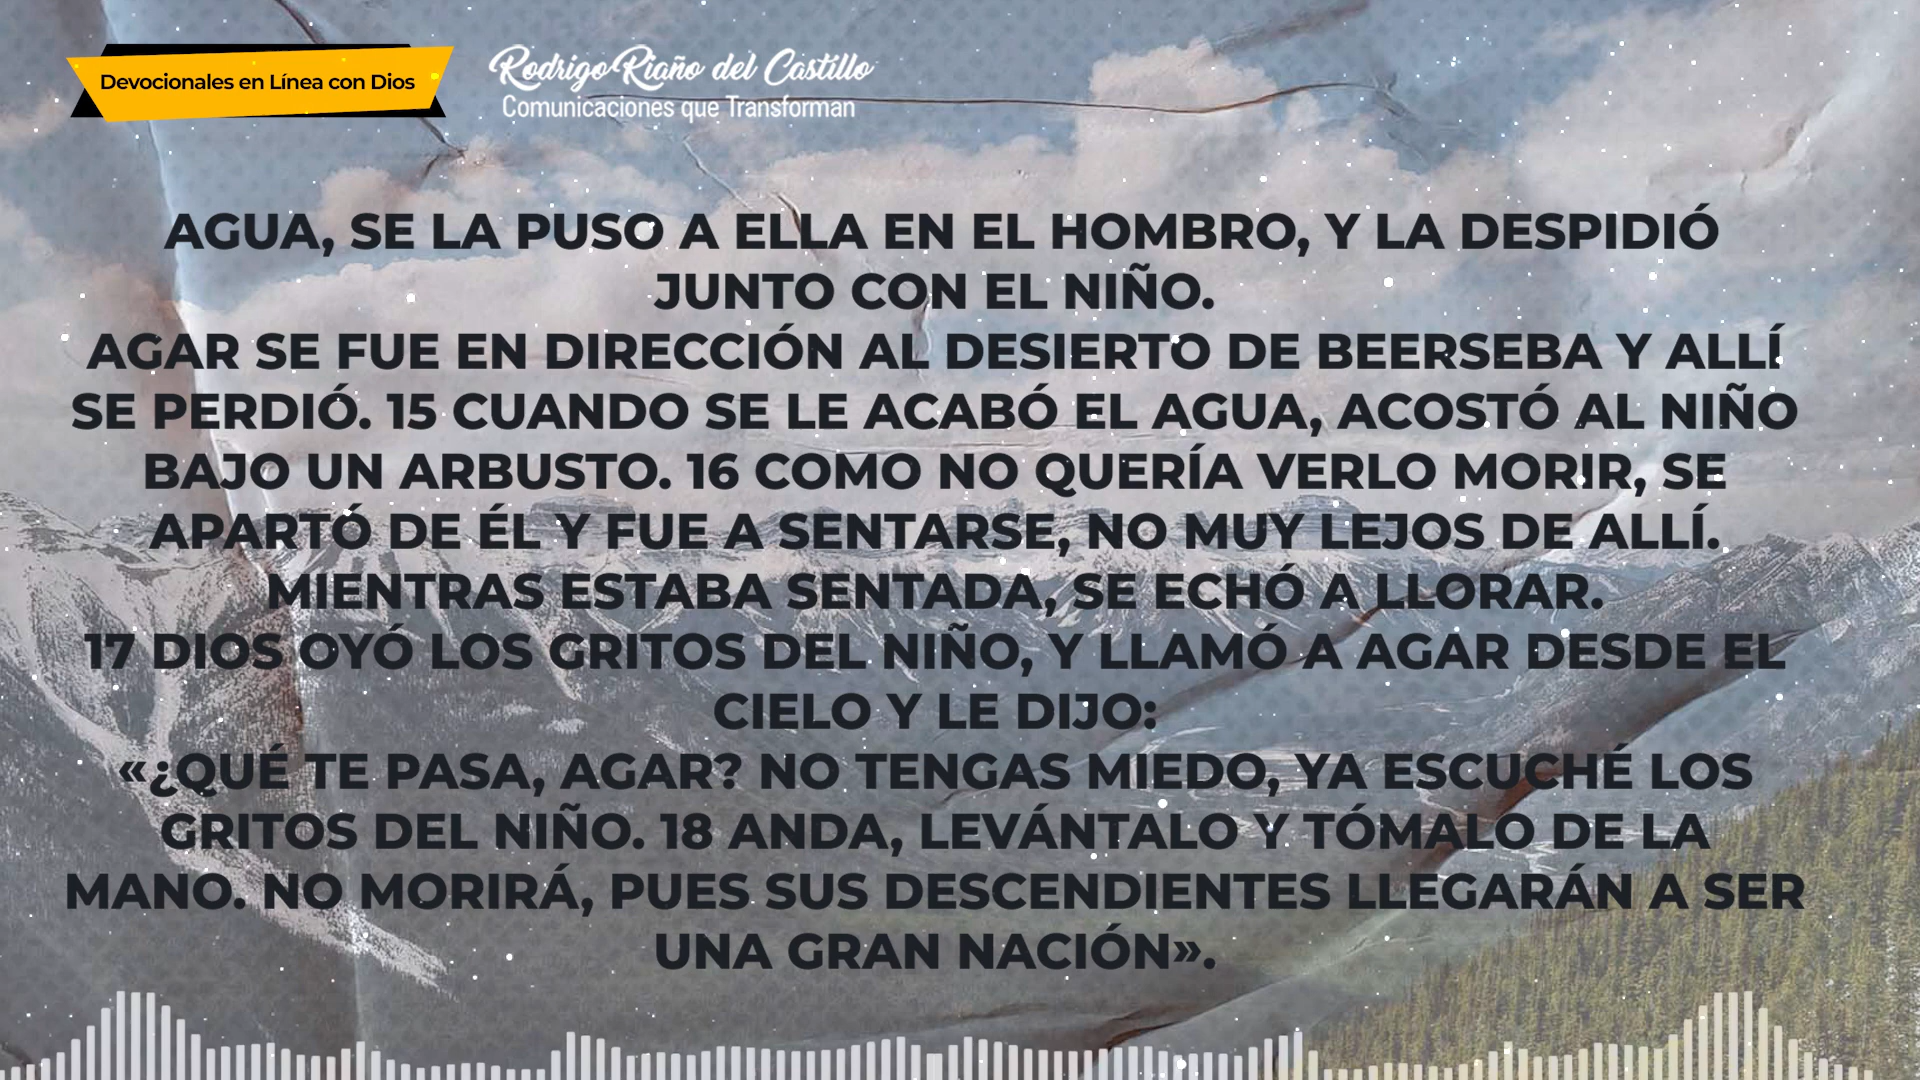 Devocionales en Línea con Dios
Rodrigo Riaño del Castillo
Comunicaciones que Transforman
AGUA, SE LA PUSO A ELLA EN EL HOMBRO, Y LA DESPIDIÓ
JUNTO CON EL NIÑO.
AGAR SE FUE EN DIRECCIÓN AL DESIERTO DE BEERSEBA Y ALLÍ
SE PERDIÓ. 15 CUANDO SE LE ACABÓ EL AGUA, ACOSTÓ AL NIÑO
BAJO UN ARBUSTO. 16 COMO NO QUERÍA VERLO MORIR, SE
APARTÓ DE ÉL Y FUE A SENTARSE, NO MUY LEJOS DE ALLÍ.
MIENTRAS ESTABA SENTADA, SE ECHÓ A LLORAR.
17 DIOS OYÓ LOS GRITOS DEL NIÑO, Y LLAMÓ A AGAR DESDE EL
CIELO Y LE DIJO:
«¿QUÉ TE PASA, AGAR? NO TENGAS MIEDO, YA ESCUCHÉ LOS
GRITOS DEL NIÑO. 18 ANDA, LEVÁNTALO Y TÓMALO DE LA
MANO. NO MORIRÁ, PUES SUS DESCENDIENTES LLEGARÁN A SER
UNA GRAN NACIÓN».